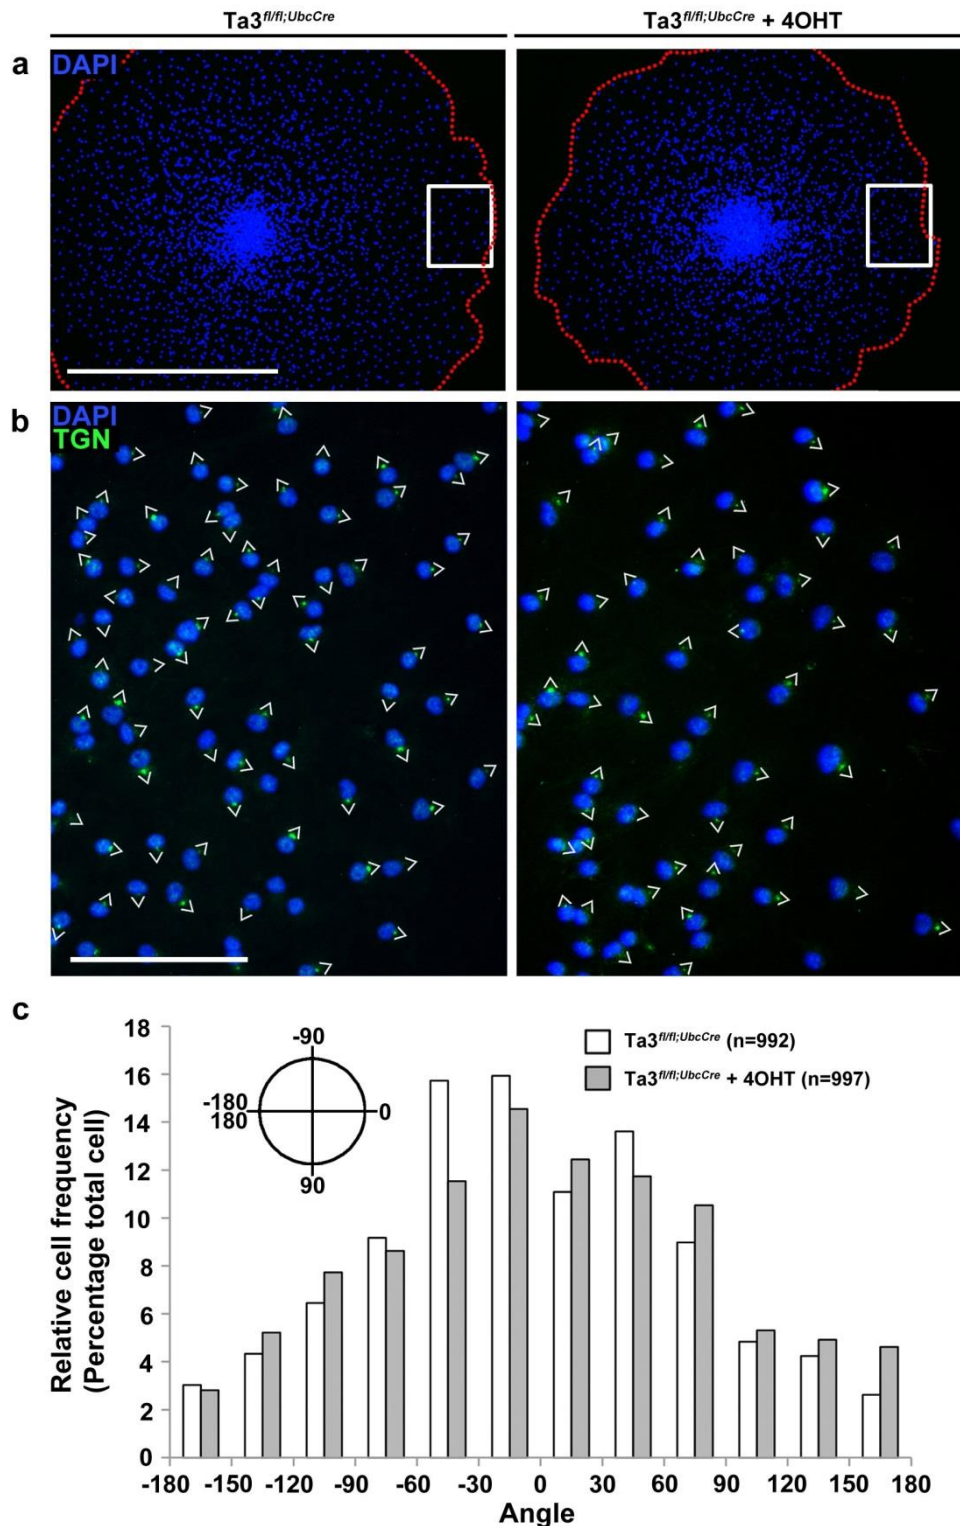 Ta3fl/fl;UbcCre
Ta3fl/fl;UbcCre + 4OHT
a
DAPI
b
DAPI
TGN
c
Relative cell frequency
(Percentage total cell)
18
16
14
12
10
8
6
4
2
0
-90
-180
180
0
90
Ta3fl/fl;UbcCre (n=992)
Ta3fl/fl;UbcCre + 4OHT (n=997)
-180 -150 -120 -90 -60 -30 0 30 60 90 120 150 180
Angle